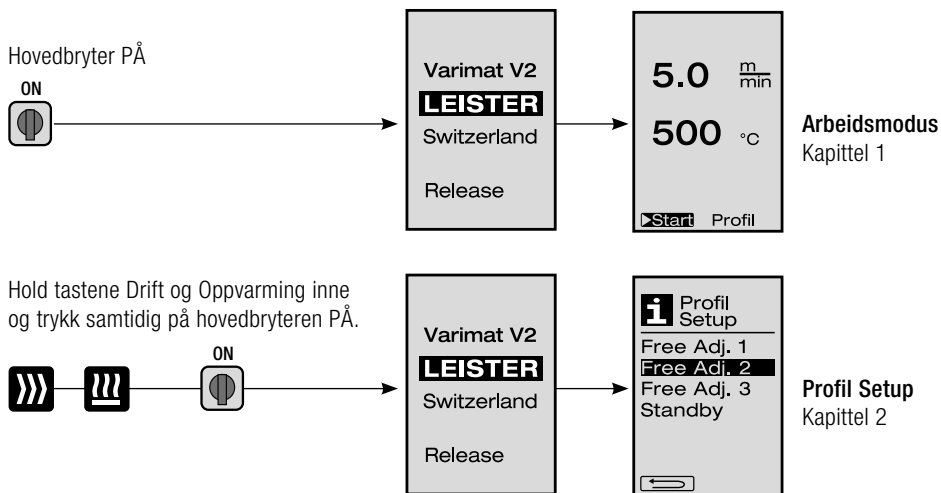 Hovedbryter PÅ
ON
Varimat V2
LEISTER
Switzerland
Release
5.0 m/min
500 °C
Start Profil
Arbeidsmodus
Kapittel 1
Hold tastene Drift og Oppvarming inne
og trykk samtidig på hovedbryteren PÅ.
ON
Varimat V2
LEISTER
Switzerland
Release
i Profil
Setup
Free Adj. 1
Free Adj. 2
Free Adj. 3
Standby
Profil Setup
Kapittel 2